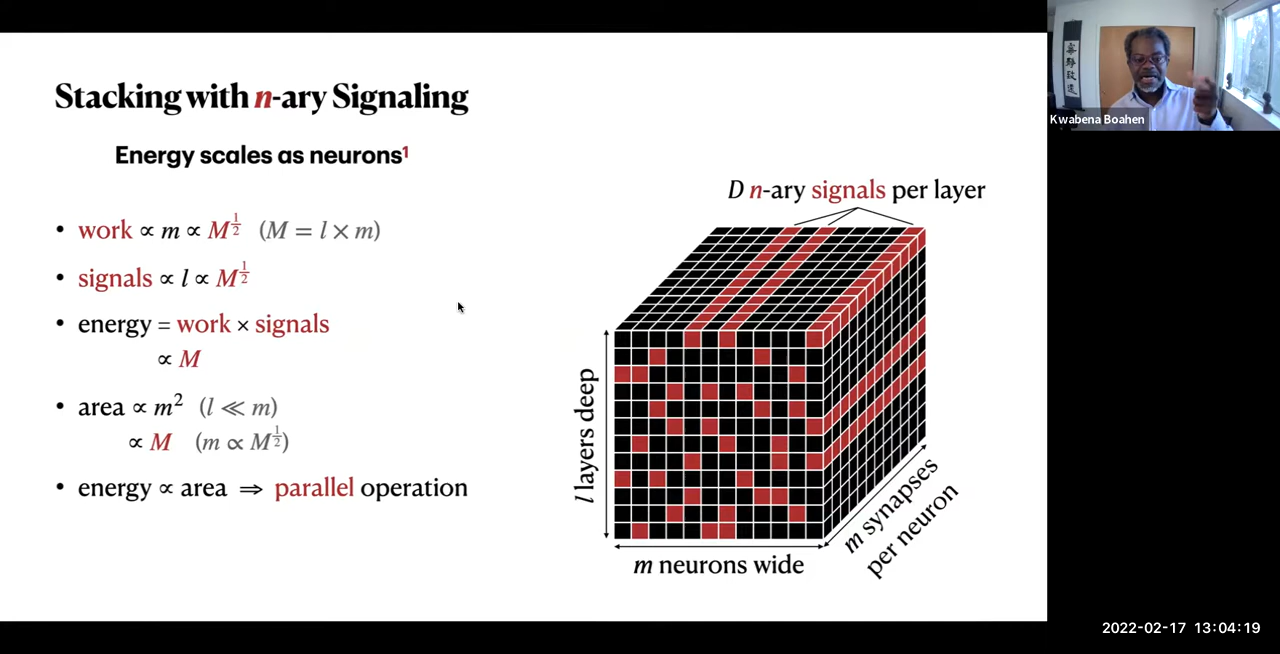 Stacking with n-ary Signaling
Energy scales as neurons¹
• work ∝ m ∝ M^{1/2} (M = l × m)
• signals ∝ l ∝ M^{1/2}
• energy = work × signals
∝ M
• area ∝ m² (l ≪ m)
∝ M (m ∝ M^{1/2})
• energy ∝ area ⇒ parallel operation
D n-ary signals per layer
l layers deep
m neurons wide
m synapses
per neuron
Kwabena Boahen
2022-02-17 13:04:19